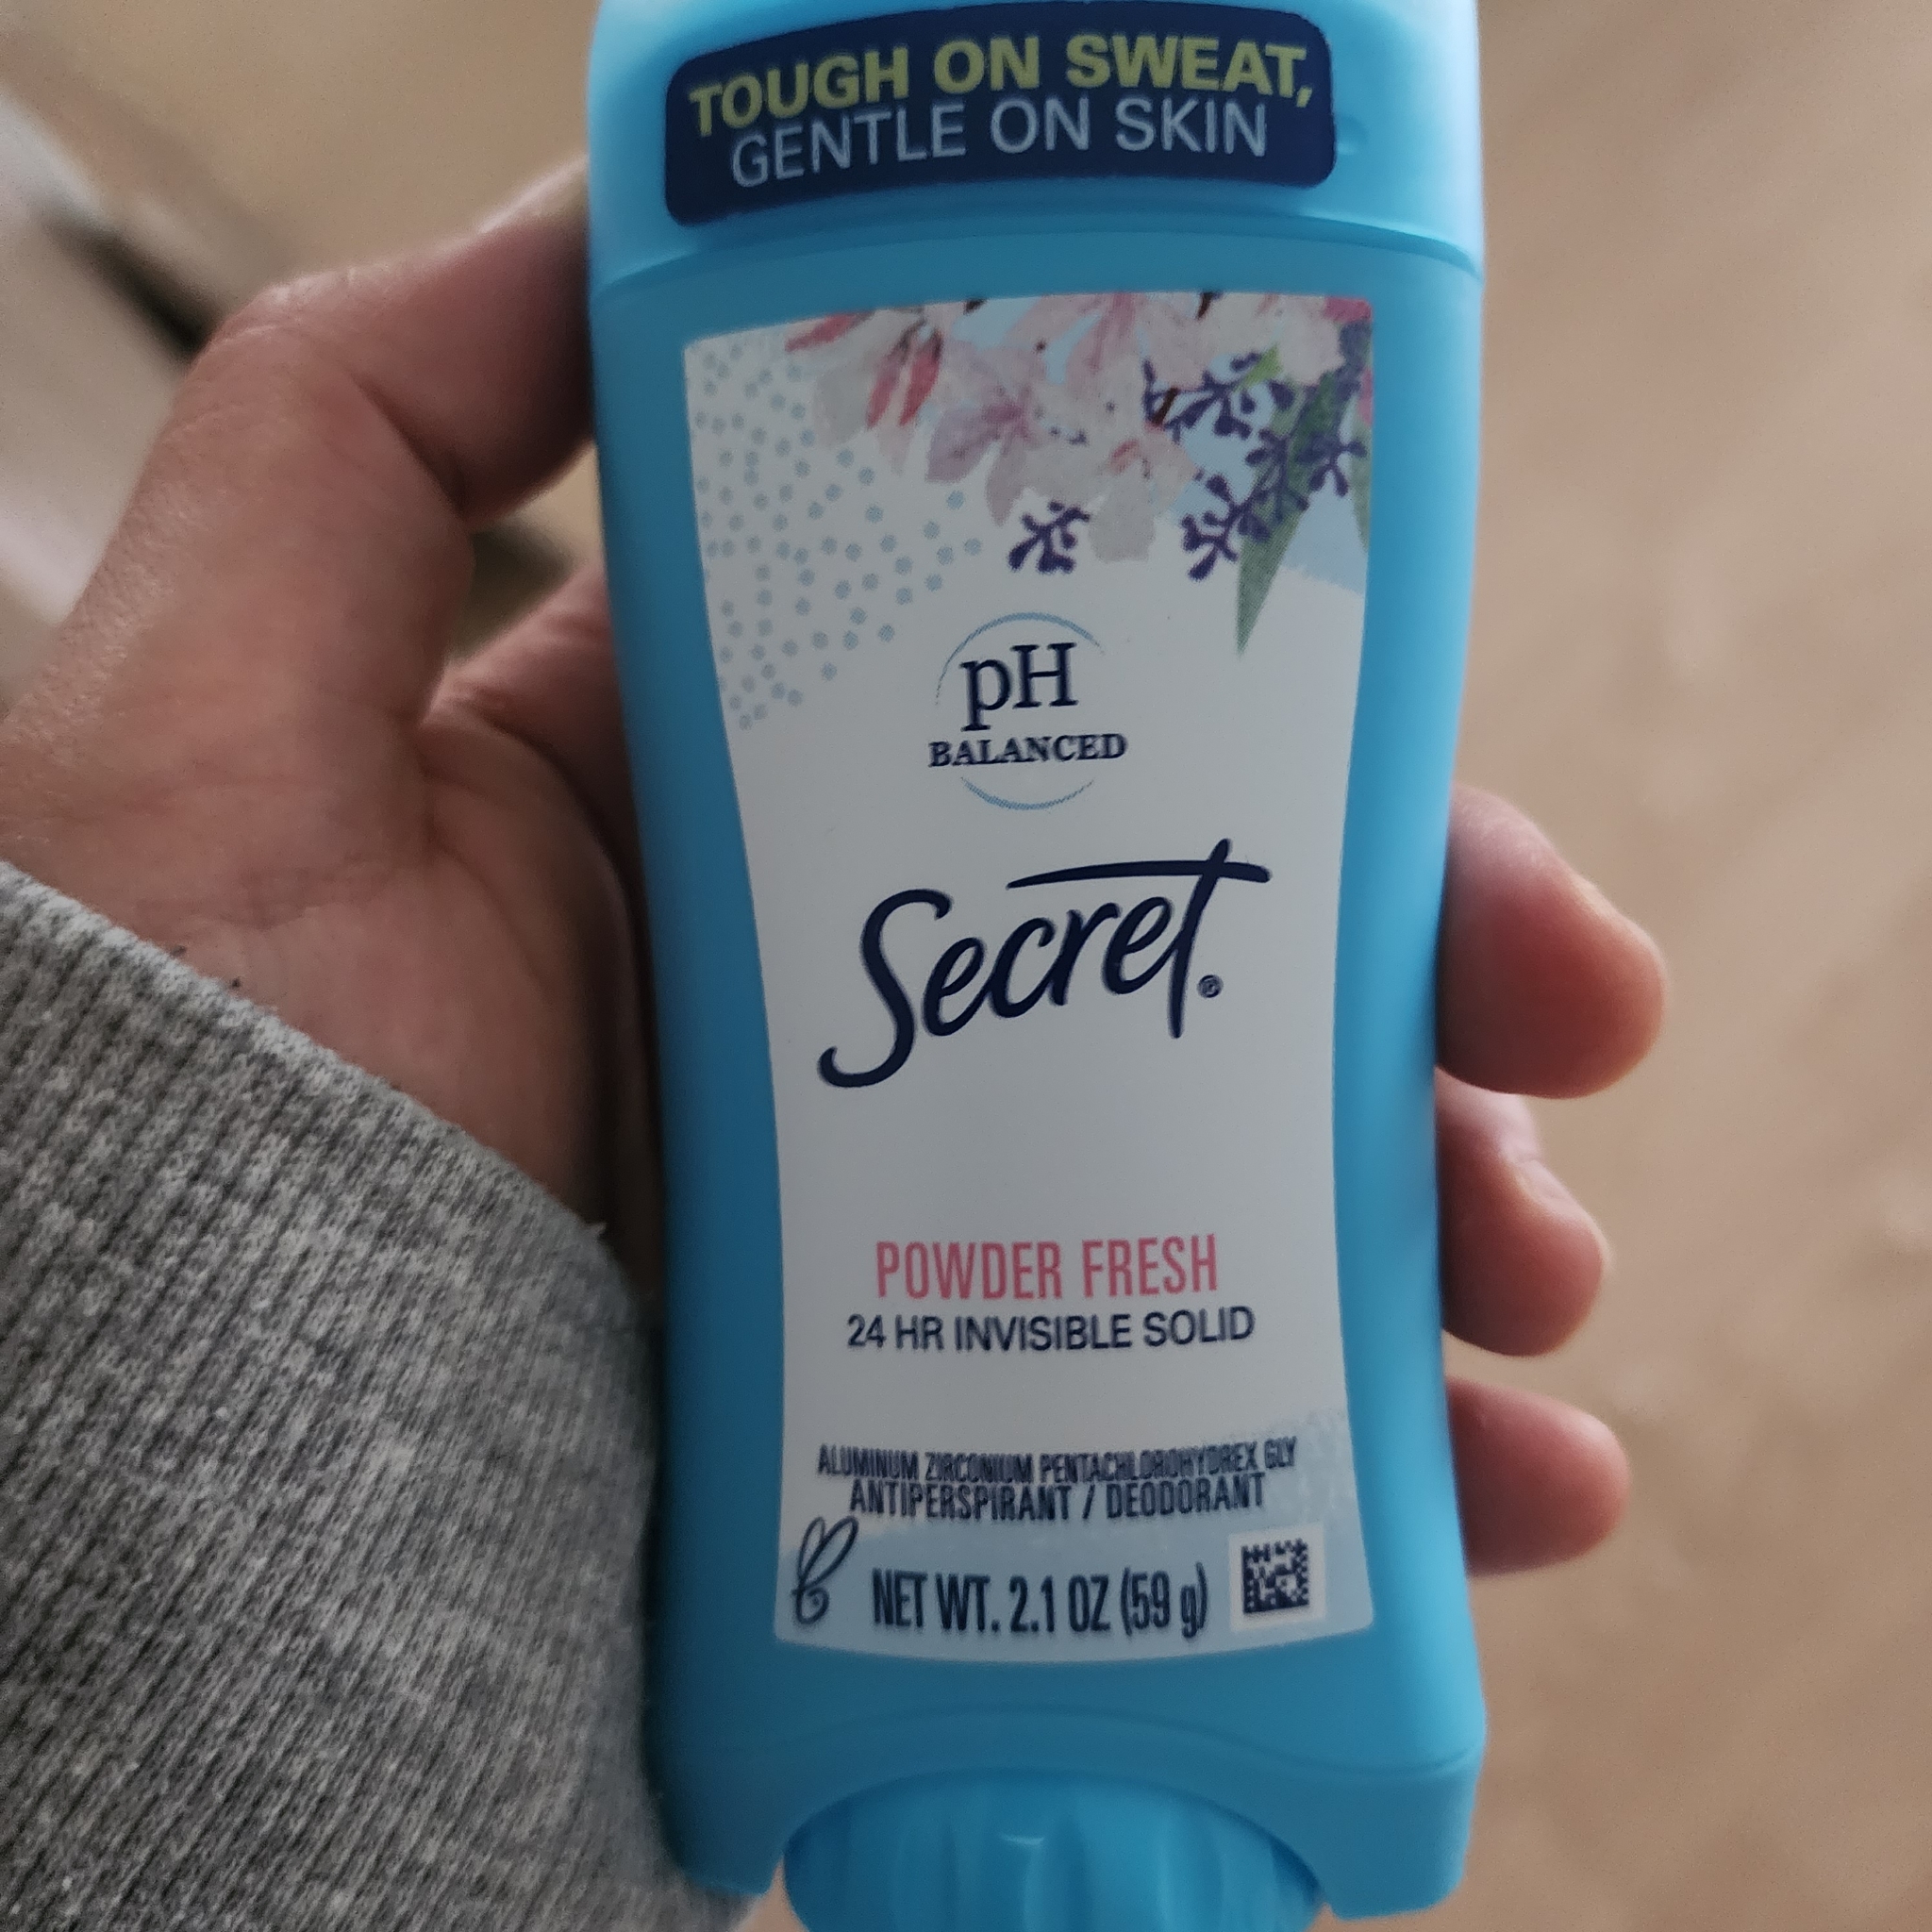 TOUGH ON SWEAT,
GENTLE ON SKIN
pH
BALANCED
Secret®
POWDER FRESH
24 HR INVISIBLE SOLID
ALUMINUM ZIRCONIUM PENTACHLOROHYDREX GLY
ANTIPERSPIRANT / DEODORANT
NET WT. 2.1 OZ (59 g)